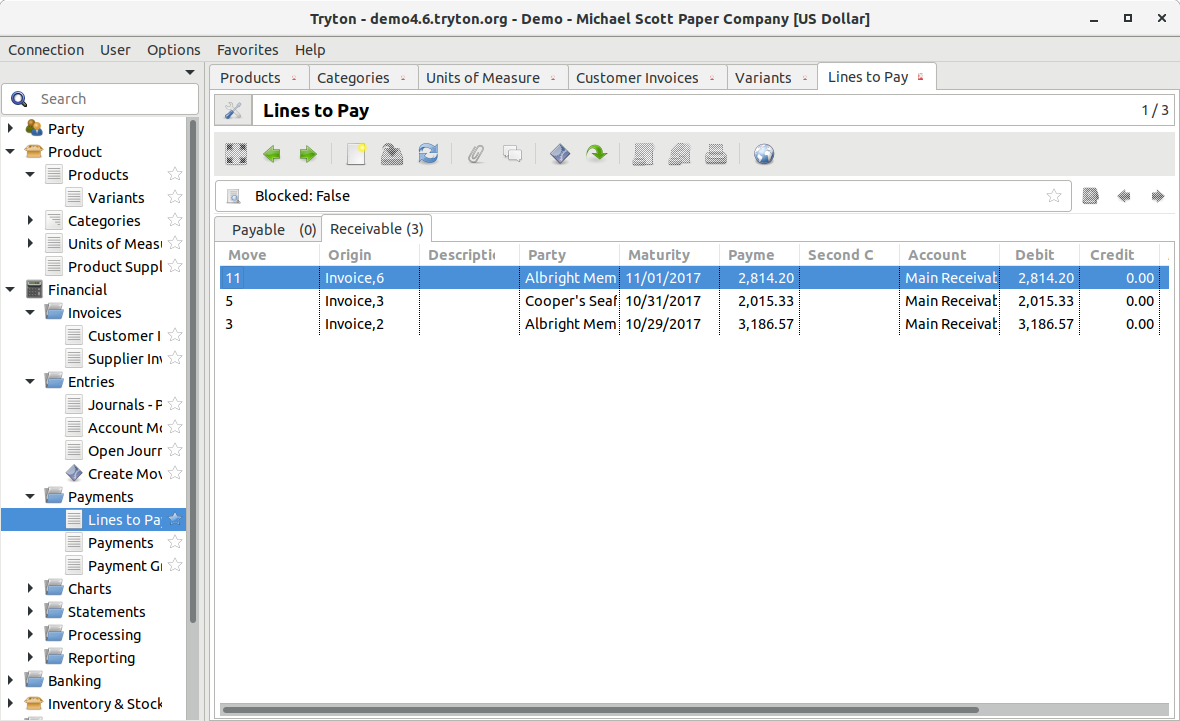 Tryton - demo4.6.tryton.org - Demo - Michael Scott Paper Company [US Dollar]
Connection User Options Favorites Help
Search
Party
Product
Products
Variants
Categories
Units of Measu
Product Suppl
Financial
Invoices
Customer I
Supplier Inv
Entries
Journals - P
Account Mo
Open Journ
Create Mov
Payments
Lines to Pay
Payments
Payment Gr
Charts
Statements
Processing
Reporting
Banking
Inventory & Stock
Products Categories Units of Measure Customer Invoices Variants Lines to Pay
Lines to Pay 1 / 3
Blocked: False
Payable (0) Receivable (3)
Move Origin Descriptic Party Maturity Payme Second C Account Debit Credit
11 Invoice,6 Albright Mem 11/01/2017 2,814.20 Main Receivat 2,814.20 0.00
5 Invoice,3 Cooper's Seaf 10/31/2017 2,015.33 Main Receivat 2,015.33 0.00
3 Invoice,2 Albright Mem 10/29/2017 3,186.57 Main Receivat 3,186.57 0.00